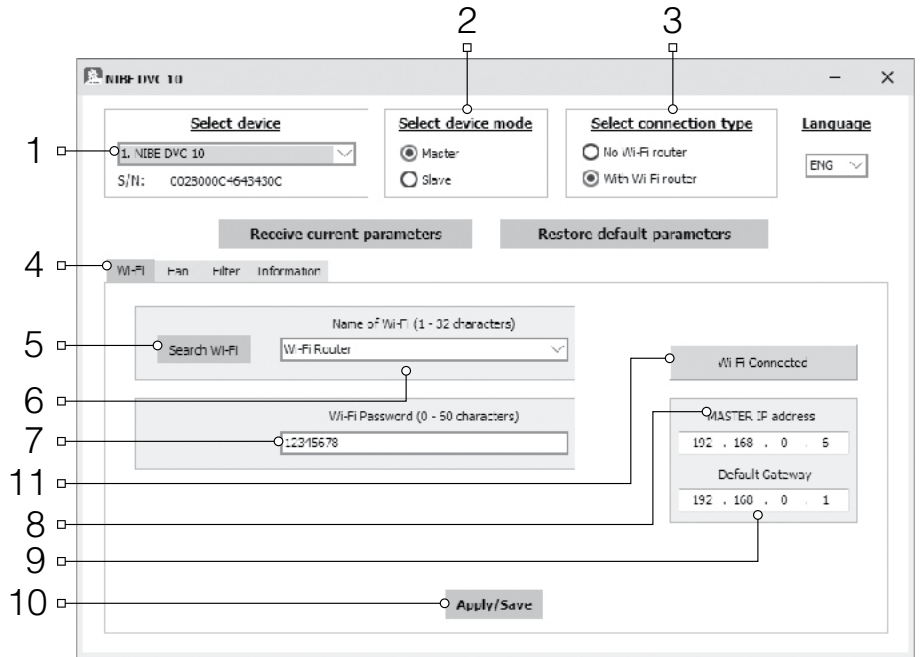 2 3
NIBE DVC 10
Select device Select device mode Select connection type Language
1 1. NIBE DVC 10 Master No Wi-Fi router ENG
S/N: Slave With Wi Fi router
Receive current parameters Restore default parameters
4 WI-FI Fan Filter Information
Name of Wi-Fi (1 - 32 characters)
5 Search WI-FI Wi-Fi Router Wi Fi Connected
6
Wi-Fi Password (0 - 50 characters) MASTER IP address
7 12345678 192 . 168 . 0 . 5
11 Default Gateway
8 192 . 168 . 0 . 1
9
10 Apply/Save